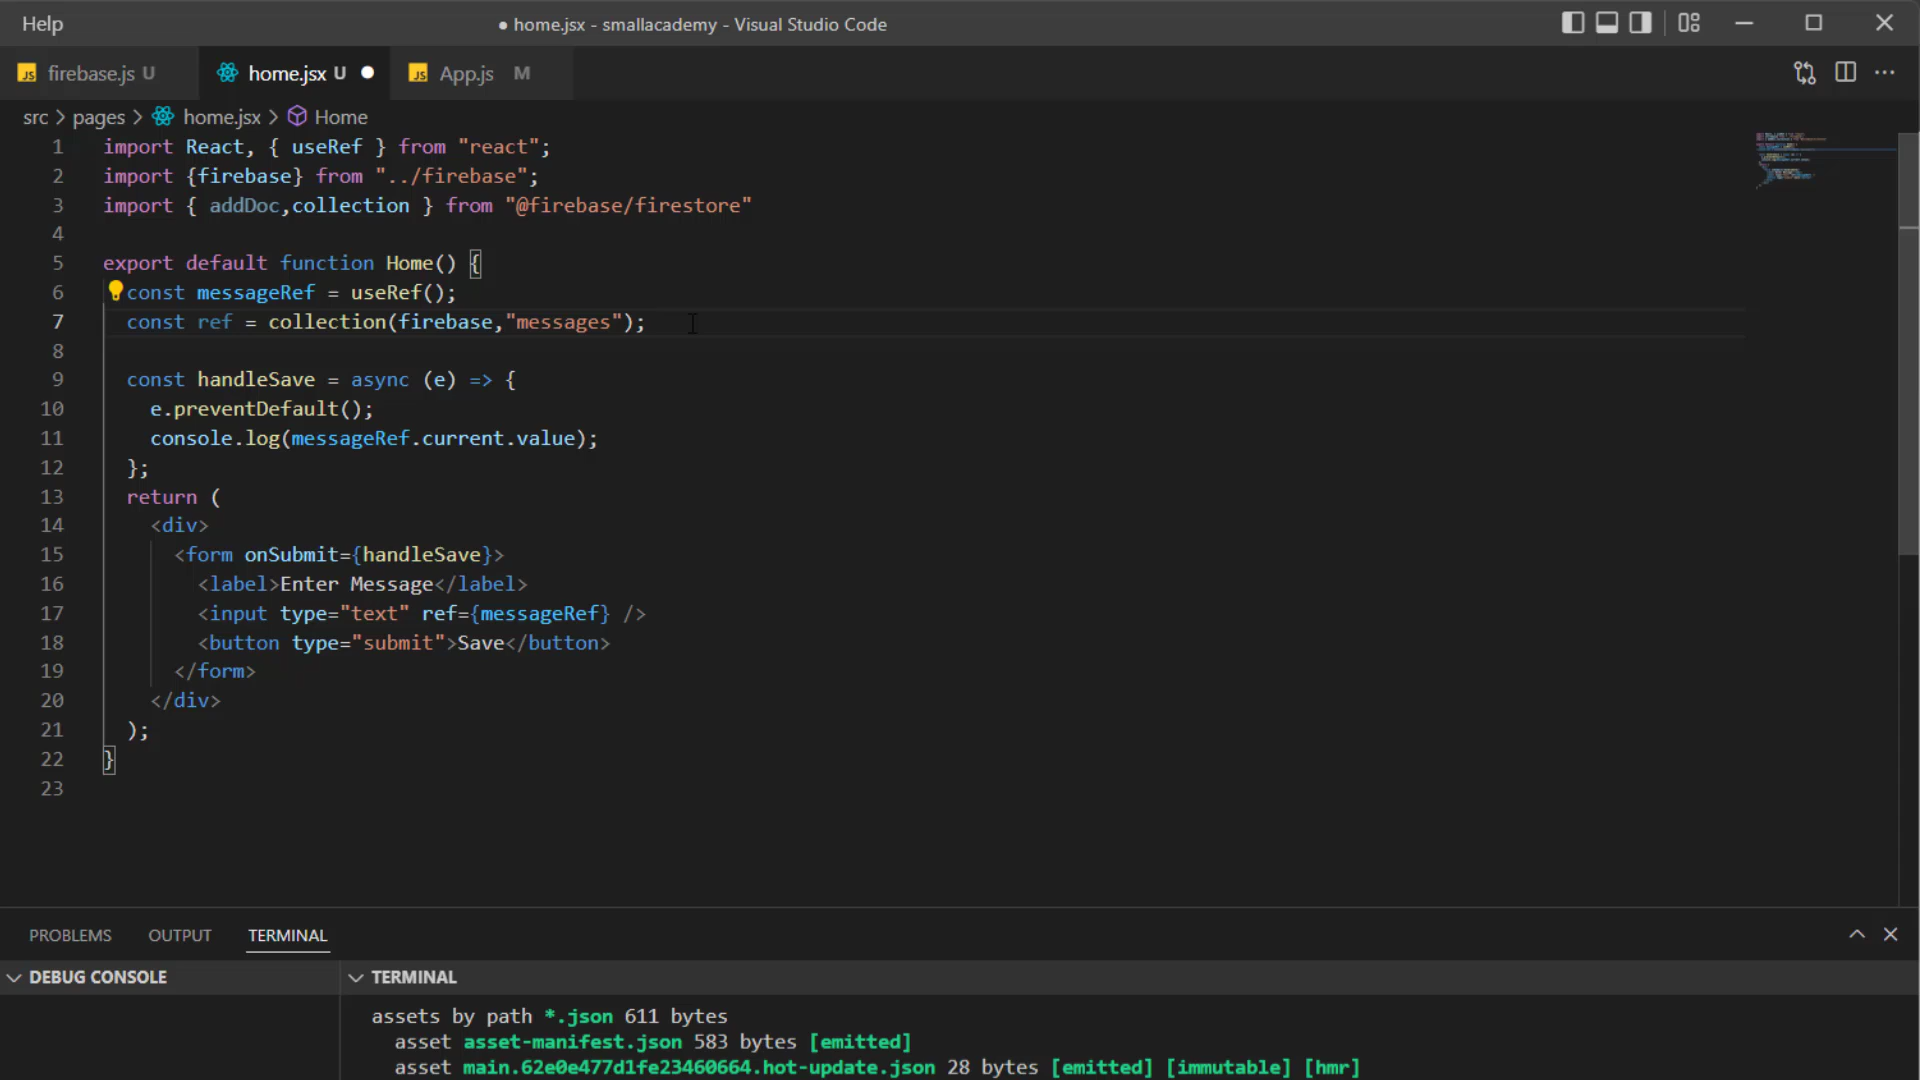 Help
● home.jsx - smallacademy - Visual Studio Code
JS firebase.js U
home.jsx U
JS App.js M
src > pages > home.jsx > Home
1 import React, { useRef } from "react";
2 import {firebase} from "../firebase";
3 import { addDoc,collection } from "@firebase/firestore"
4
5 export default function Home() {
6 const messageRef = useRef();
7 const ref = collection(firebase,"messages");
8
9 const handleSave = async (e) => {
10 e.preventDefault();
11 console.log(messageRef.current.value);
12 };
13 return (
14 <div>
15 <form onSubmit={handleSave}>
16 <label>Enter Message</label>
17 <input type="text" ref={messageRef} />
18 <button type="submit">Save</button>
19 </form>
20 </div>
21 );
22 }
23
PROBLEMS OUTPUT TERMINAL
DEBUG CONSOLE
TERMINAL
assets by path *.json 611 bytes
asset asset-manifest.json 583 bytes [emitted]
asset main.62e0e477d1fe23460664.hot-update.json 28 bytes [emitted] [immutable] [hmr]